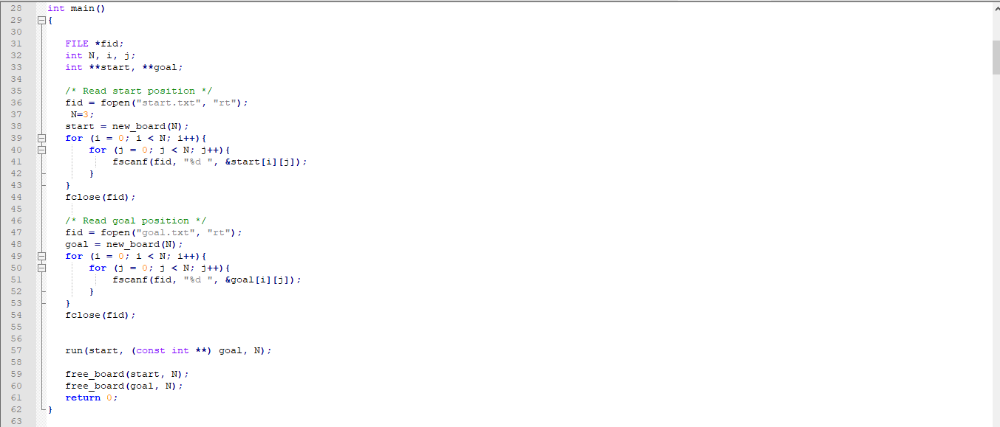 28 int main()
29 {
30
31 FILE *fid;
32 int N, i, j;
33 int **start, **goal;
34
35 /* Read start position */
36 fid = fopen("start.txt", "rt");
37 N=3;
38 start = new_board(N);
39 for (i = 0; i < N; i++){
40 for (j = 0; j < N; j++){
41 fscanf(fid, "%d ", &start[i][j]);
42 }
43 }
44 fclose(fid);
45
46 /* Read goal position */
47 fid = fopen("goal.txt", "rt");
48 goal = new_board(N);
49 for (i = 0; i < N; i++){
50 for (j = 0; j < N; j++){
51 fscanf(fid, "%d ", &goal[i][j]);
52 }
53 }
54 fclose(fid);
55
56
57 run(start, (const int **) goal, N);
58
59 free_board(start, N);
60 free_board(goal, N);
61 return 0;
62 }
63